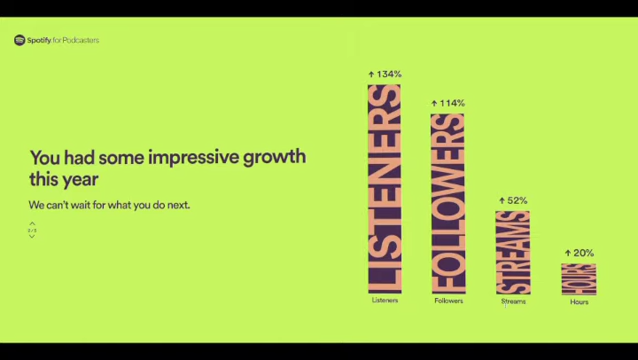 Spotify for Podcasters
You had some impressive growth
this year
We can't wait for what you do next.
↑ 134%
LISTENERS
Listeners
↑ 114%
FOLLOWERS
Followers
↑ 52%
STREAMS
Streams
↑ 20%
HOURS
Hours